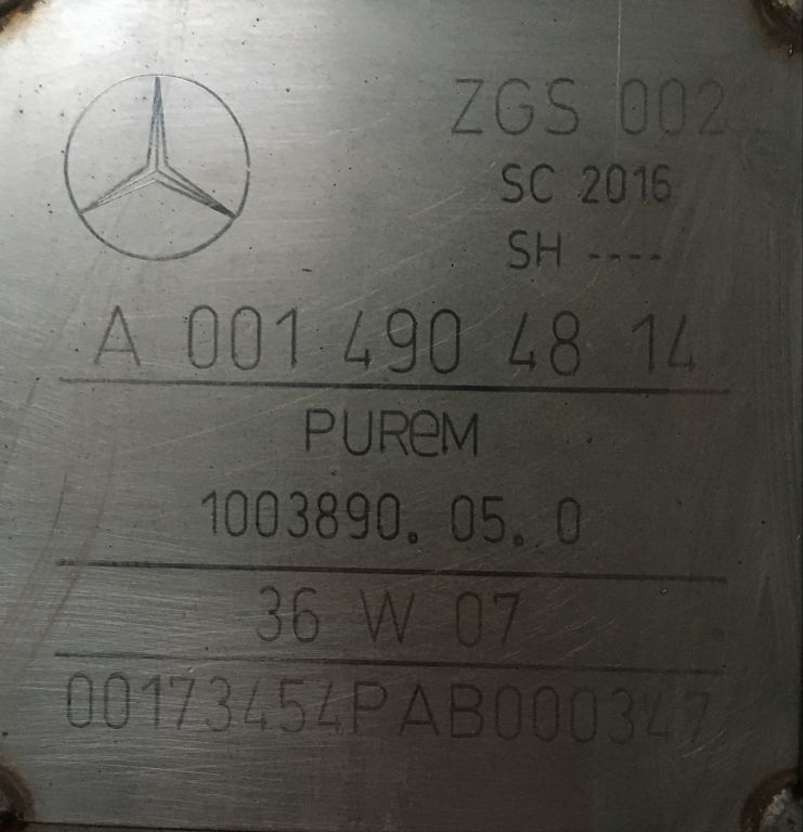 ZGS 002
SC 2016
SH ----
A 001 490 48 14
PUReM
1003890. 05. 0
36 W 07
00173454PAB000347